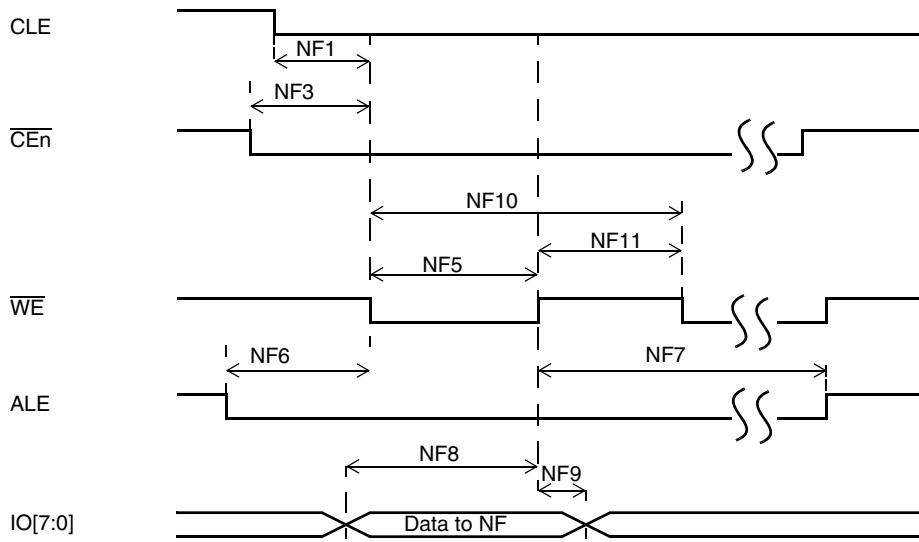 CLE
NF1
NF3
CEn
NF10
NF11
NF5
WE
NF6
NF7
ALE
NF8
NF9
IO[7:0]
Data to NF